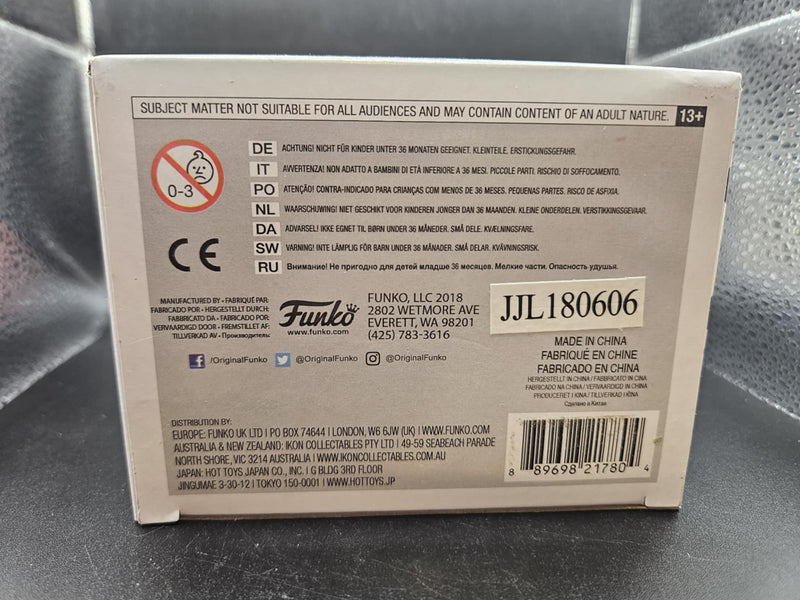 SUBJECT MATTER NOT SUITABLE FOR ALL AUDIENCES AND MAY CONTAIN CONTENT OF AN ADULT NATURE. 13+
0-3
DE ACHTUNG! NICHT FÜR KINDER UNTER 36 MONATEN GEEIGNET. KLEINTEILE. ERSTICKUNGSGEFAHR.
IT AVVERTENZA! NON ADATTO A BAMBINI DI ETÀ INFERIORE A 36 MESI. PICCOLE PARTI. RISCHIO DI SOFFOCAMENTO.
PO ATENÇÃO! CONTRA-INDICADO PARA CRIANÇAS COM MENOS DE 36 MESES. PEQUENAS PARTES. RISCO DE ASFIXIA.
NL WAARSCHUWING! NIET GESCHIKT VOOR KINDEREN JONGER DAN 36 MAANDEN. KLEINE ONDERDELEN. VERSTIKKINGSGEVAAR.
DA ADVARSEL! IKKE EGNET TIL BØRN UNDER 36 MÅNEDER. SMÅ DELE. KVÆLNINGSFARE.
SW VARNING! INTE LÄMPLIG FÖR BARN UNDER 36 MÅNADER. SMÅ DELAR. KVÄVNINGSRISK.
RU Внимание! Не пригодно для детей младше 36 месяцев. Мелкие части. Опасность удушья.
CE
MANUFACTURED BY • FABRIQUÉ PAR:
FABRICADO POR • HERGESTELLT DURCH:
FABBRICATO DA • FABRICADO POR:
VERVAARDIGD DOOR • FREMSTILLET AF:
TILLVERKAD AV • Производитель:
Funko
www.funko.com
FUNKO, LLC 2018
2802 WETMORE AVE
EVERETT, WA 98201
(425) 783-3616
JJL180606
/OriginalFunko @OriginalFunko @OriginalFunko
MADE IN CHINA
FABRIQUÉ EN CHINE
FABRICADO EN CHINA
HERGESTELLT IN CHINA / FABBRICATO IN CINA
FABRICADO NA CHINA / VERVAARDIGD IN CHINA
PRODUCERET I KINA / TILLVERKAD I KINA
Сделано в Китае
DISTRIBUTION BY:
EUROPE: FUNKO UK LTD | PO BOX 74644 | LONDON, W6 6JW (UK) | WWW.FUNKO.COM
AUSTRALIA & NEW ZEALAND: IKON COLLECTABLES PTY LTD | 49-59 SEABEACH PARADE
NORTH SHORE, VIC 3214 AUSTRALIA | WWW.IKONCOLLECTABLES.COM.AU
JAPAN: HOT TOYS JAPAN CO., INC. | G BLDG 3RD FLOOR
JINGUMAE 3-30-12 | TOKYO 150-0001 | WWW.HOTTOYS.JP
8 89698 21780 4